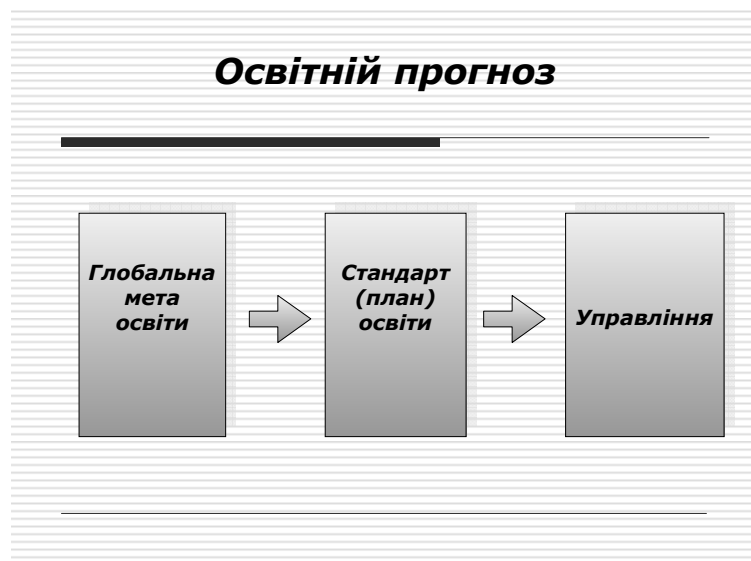 Освітній прогноз
Глобальна
мета
освіти
Стандарт
(план)
освіти
Управління